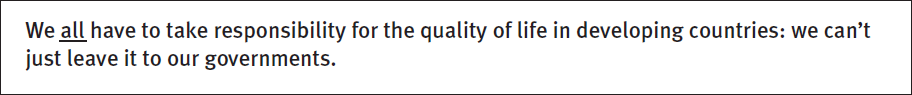 We all have to take responsibility for the quality of life in developing countries: we can’t
just leave it to our governments.